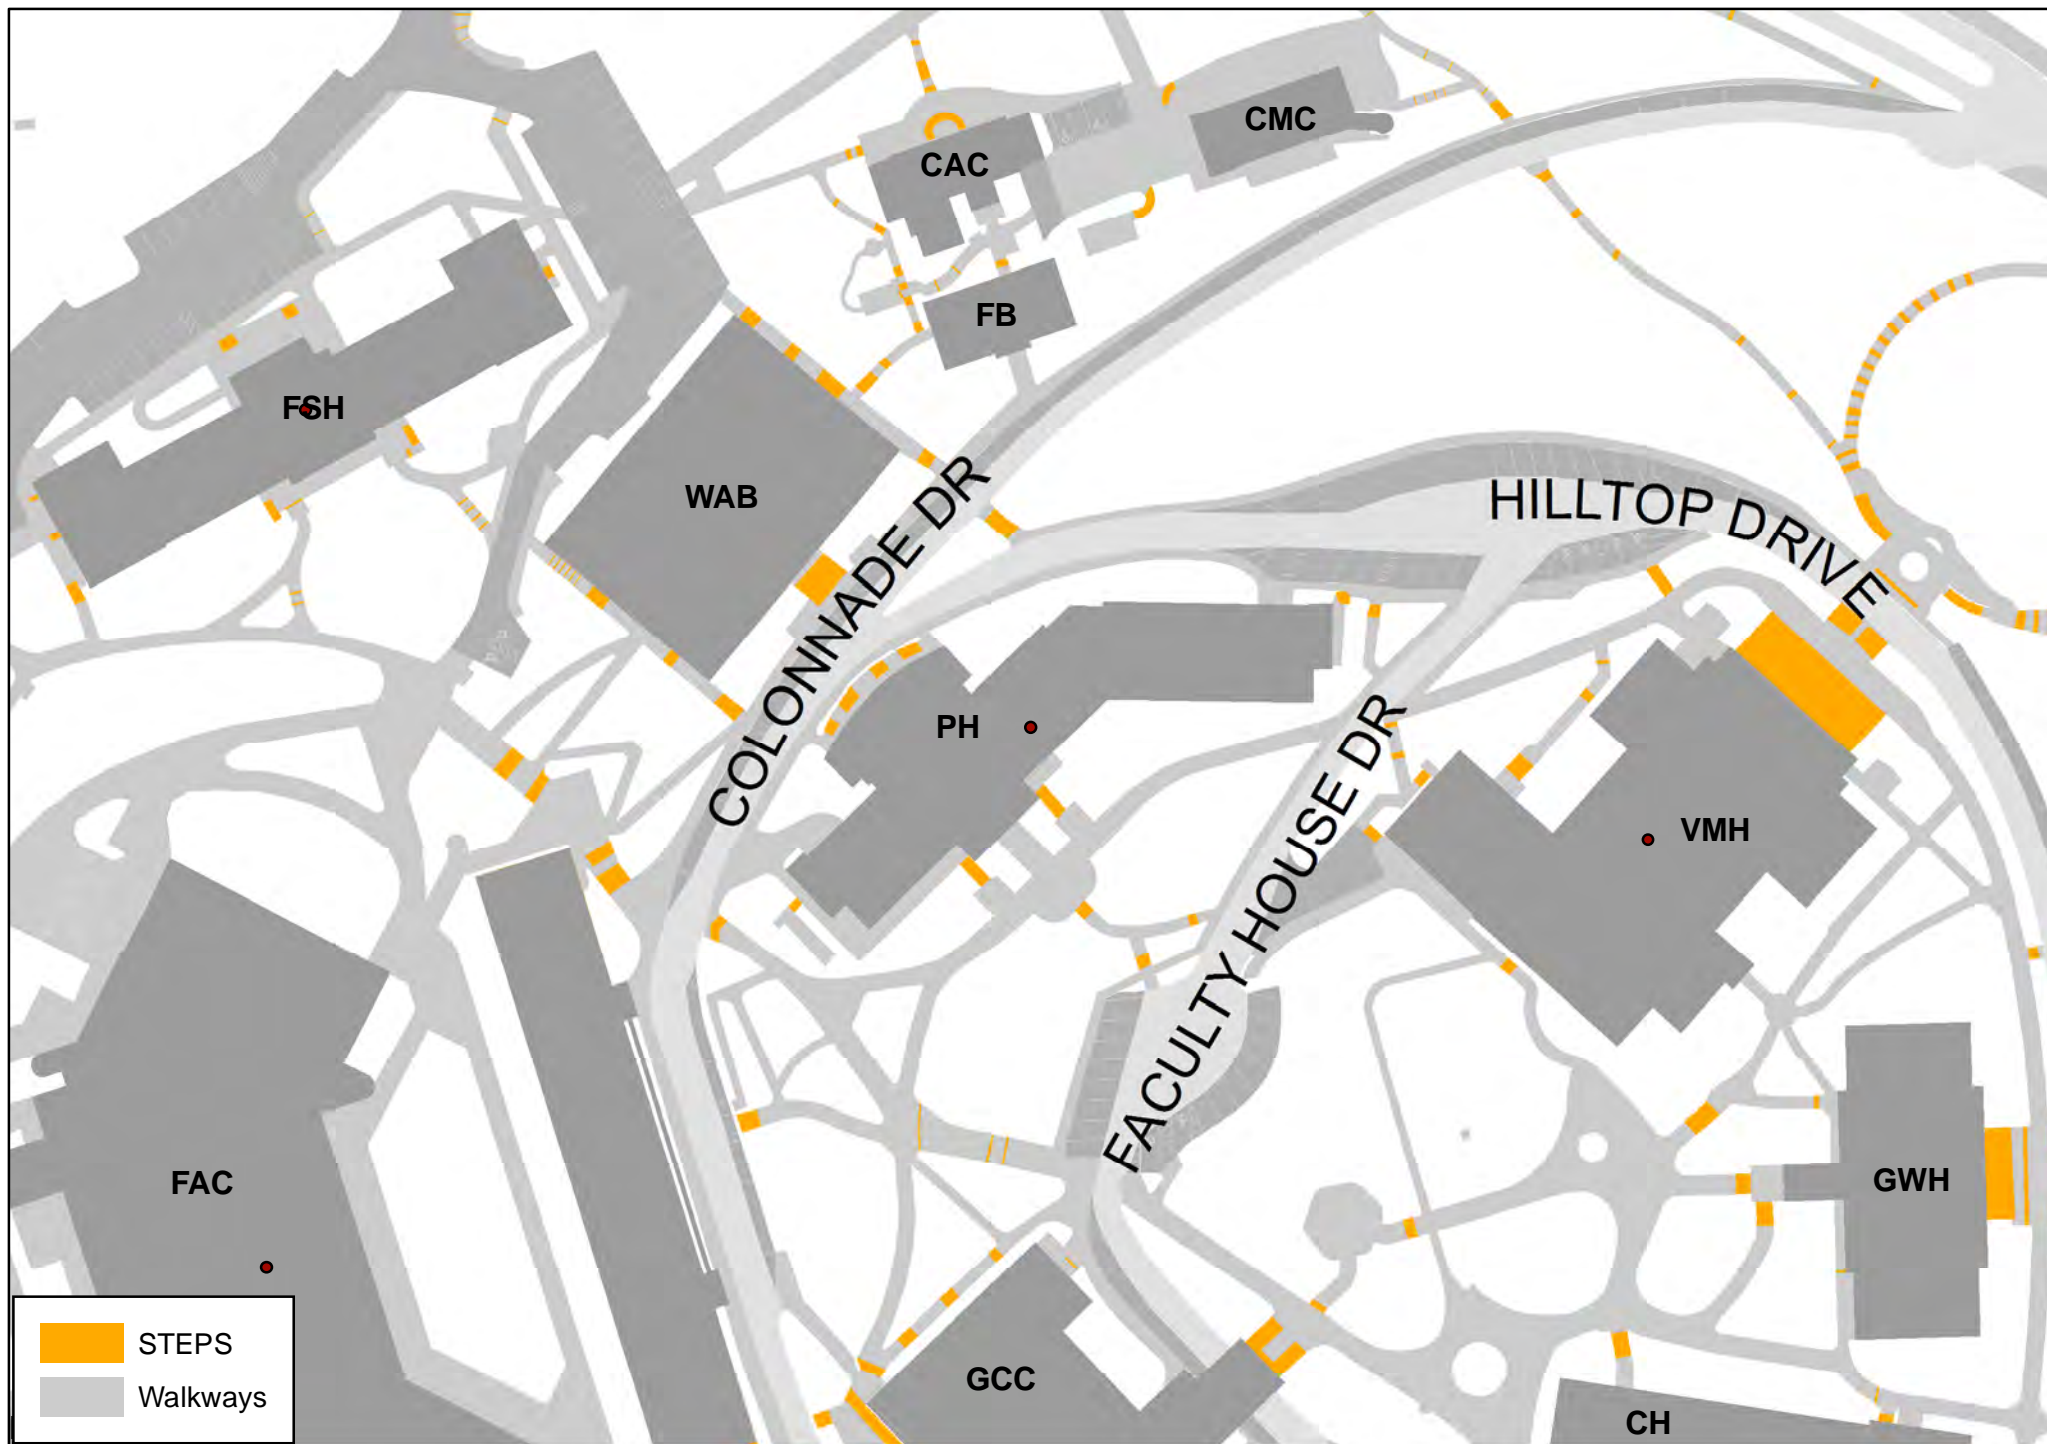 CMC
CAC
FB
FSH
WAB
COLONNADE DR
HILLTOP DRIVE
PH
FACULTY HOUSE DR
VMH
FAC
GWH
GCC
CH
STEPS
Walkways